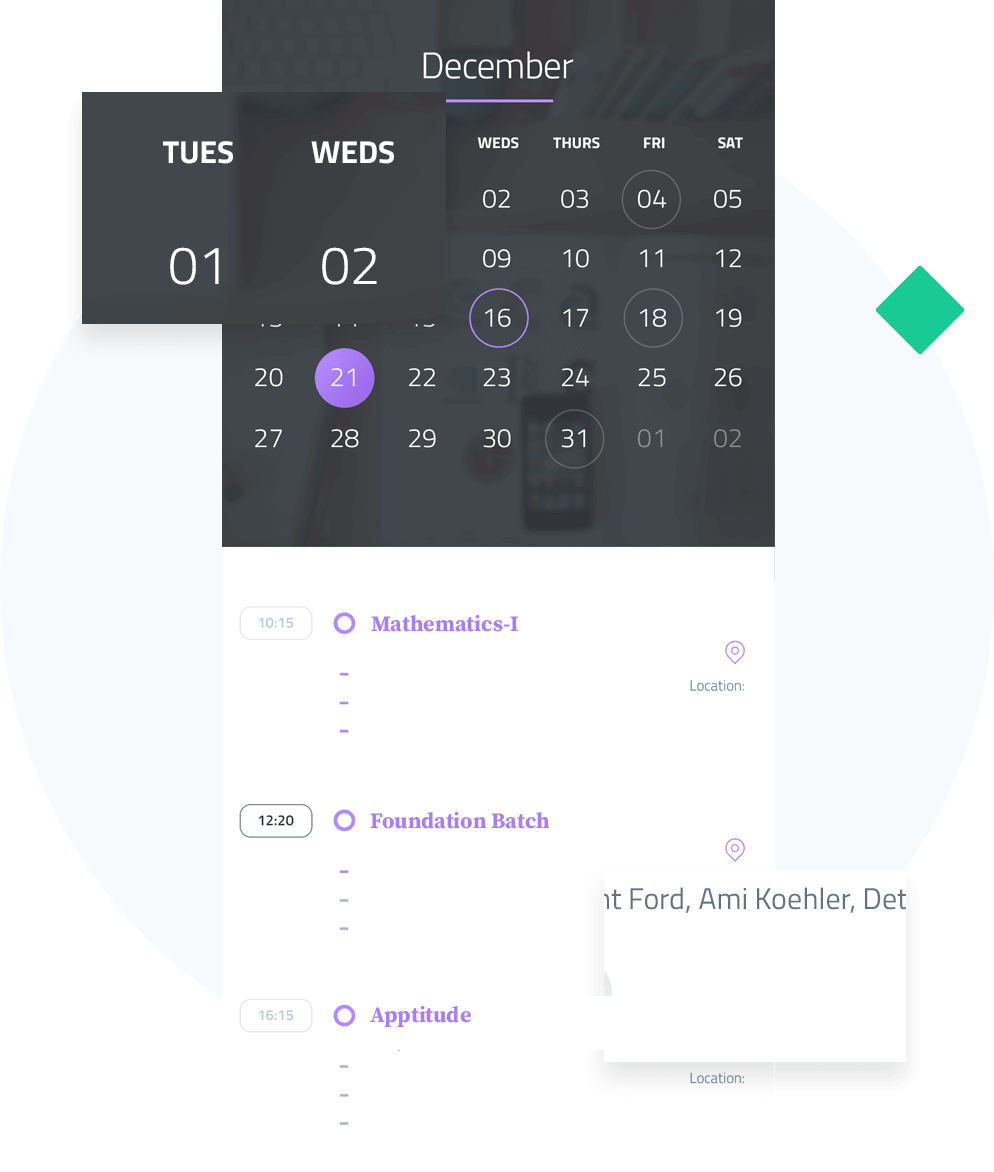 December
TUES WEDS
WEDS THURS FRI SAT
01 02
02 03 04 05
09 10 11 12
16 17 18 19
20 21 22 23 24 25 26
27 28 29 30 31 01 02
10:15 Mathematics-I
Location:
12:20 Foundation Batch
Ford, Ami Koehler,
16:15 Apptitude
Location: